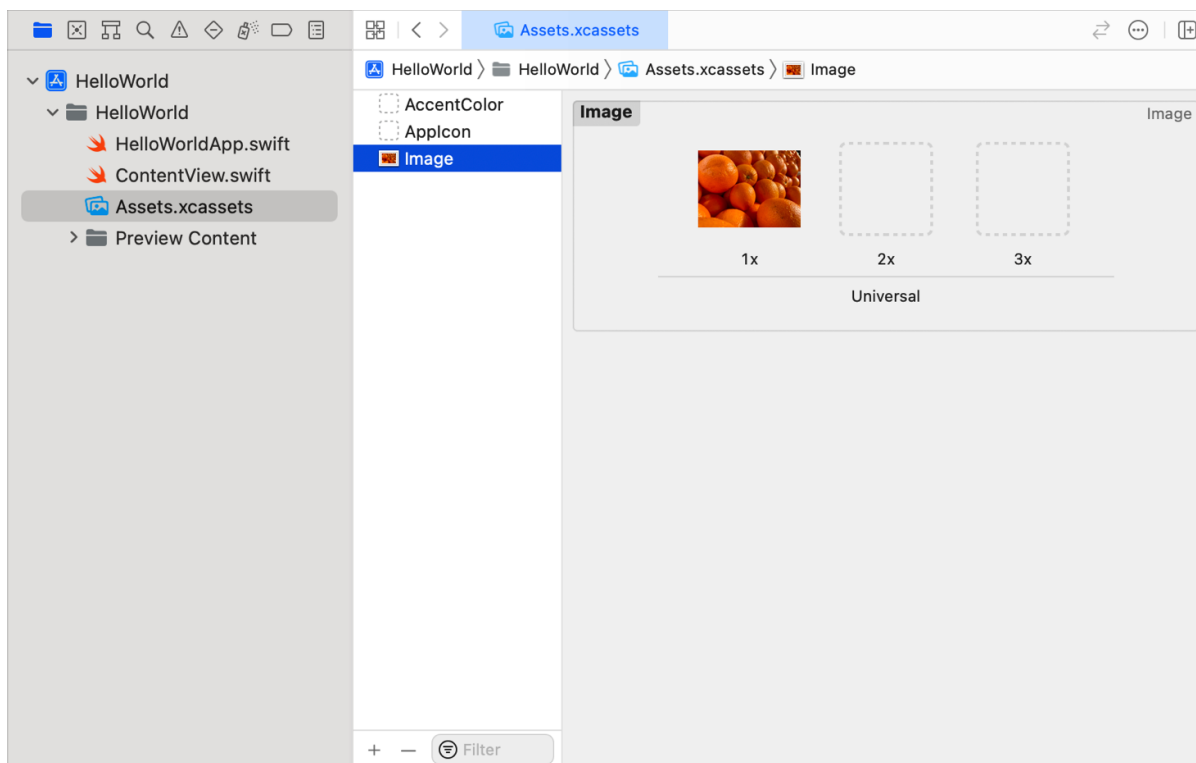 Assets.xcassets
HelloWorld
HelloWorld
HelloWorldApp.swift
ContentView.swift
Assets.xcassets
Preview Content
HelloWorld HelloWorld Assets.xcassets Image
AccentColor
AppIcon
Image
Image Image
1x 2x 3x
Universal
Filter